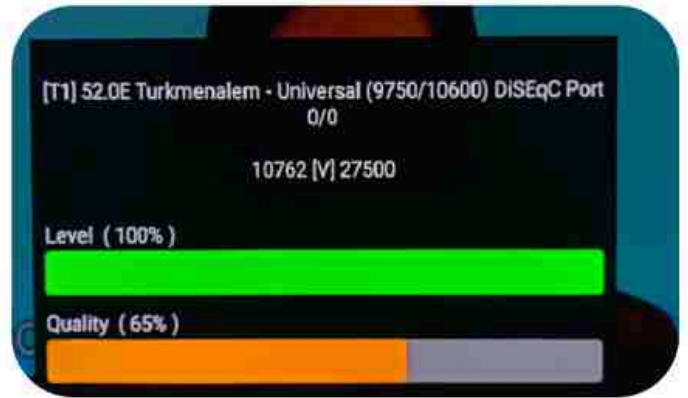 [T1] 52.0E Turkmenalem - Universal (9750/10600) DiSEqC Port
0/0
10762 [V] 27500
Level ( 100% )
Quality ( 65% )